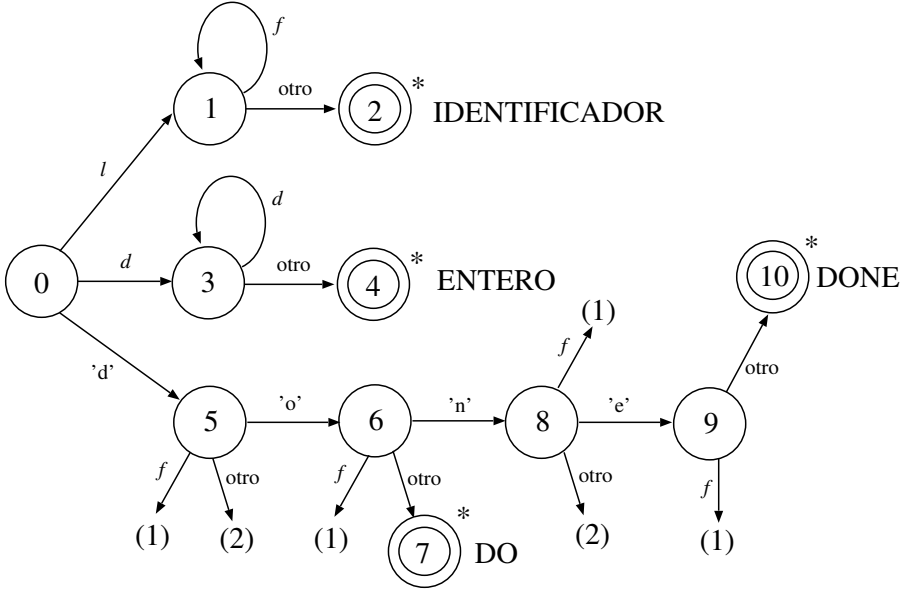 f
1
otro
2
*
IDENTIFICADOR
l
d
0
d
3
otro
4
*
ENTERO
10
*
DONE
(1)
f
otro
'd'
5
'o'
6
'n'
8
'e'
9
f
otro
f
otro
otro
f
(1)
(2)
(1)
7
*
DO
(2)
(1)